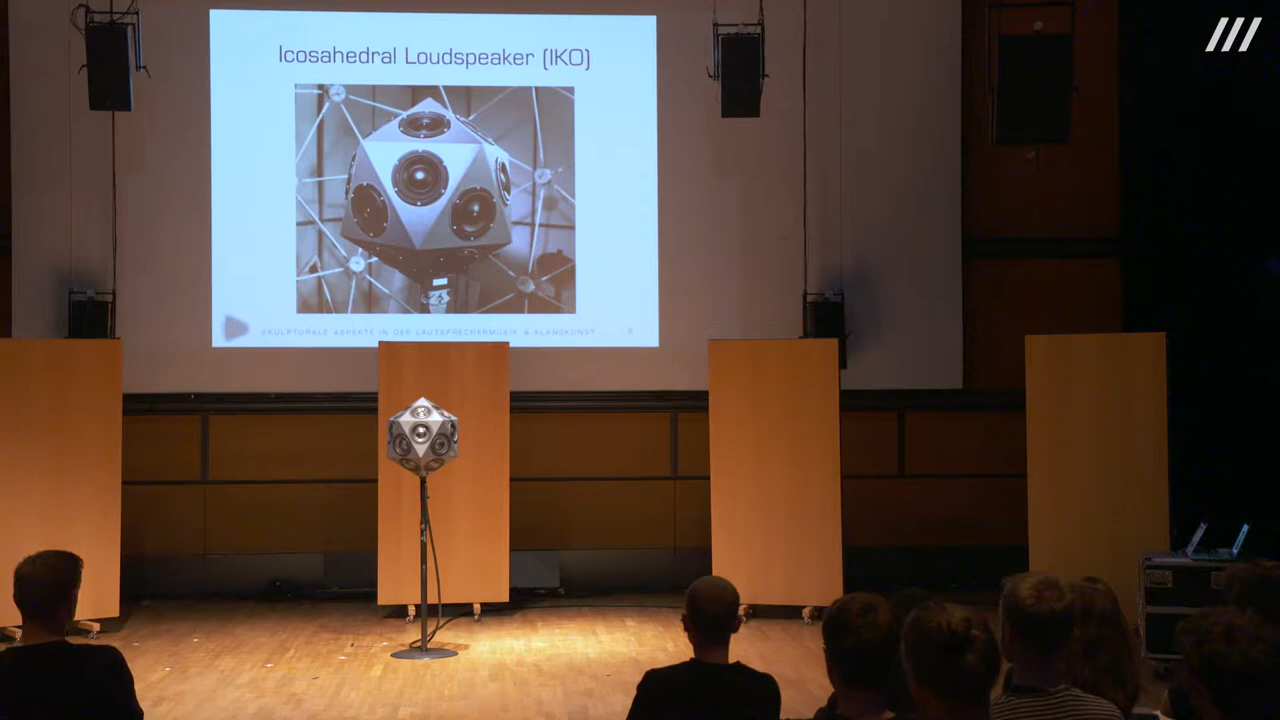 Icosahedral Loudspeaker (IKO)
SKULPTURALE ASPEKTE IN DER LAUTSPRECHERMUSIK & KLANGKUNST